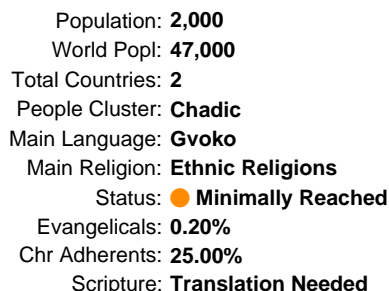 Population: 2,000
World Popl: 47,000
Total Countries: 2
People Cluster: Chadic
Main Language: Gvoko
Main Religion: Ethnic Religions
Status: Minimally Reached
Evangelicals: 0.20%
Chr Adherents: 25.00%
Scripture: Translation Needed